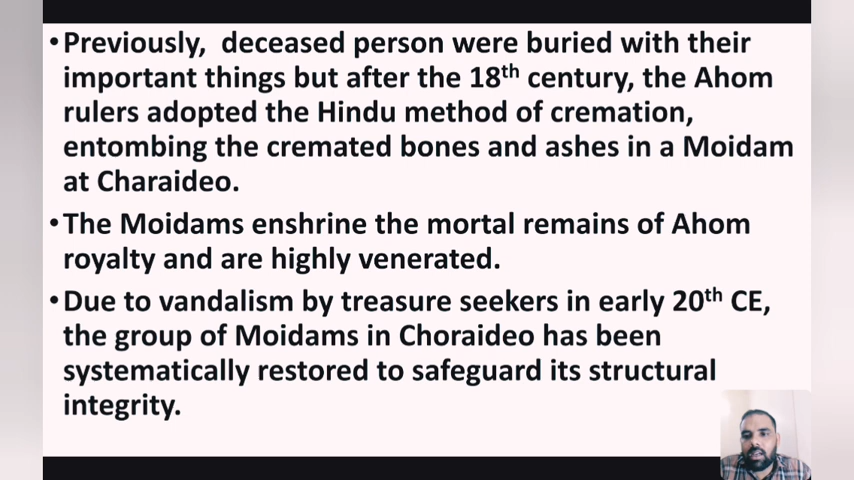 •Previously, deceased person were buried with their
important things but after the 18th century, the Ahom
rulers adopted the Hindu method of cremation,
entombing the cremated bones and ashes in a Moidam
at Charaideo.
•The Moidams enshrine the mortal remains of Ahom
royalty and are highly venerated.
•Due to vandalism by treasure seekers in early 20th CE,
the group of Moidams in Choraideo has been
systematically restored to safeguard its structural
integrity.